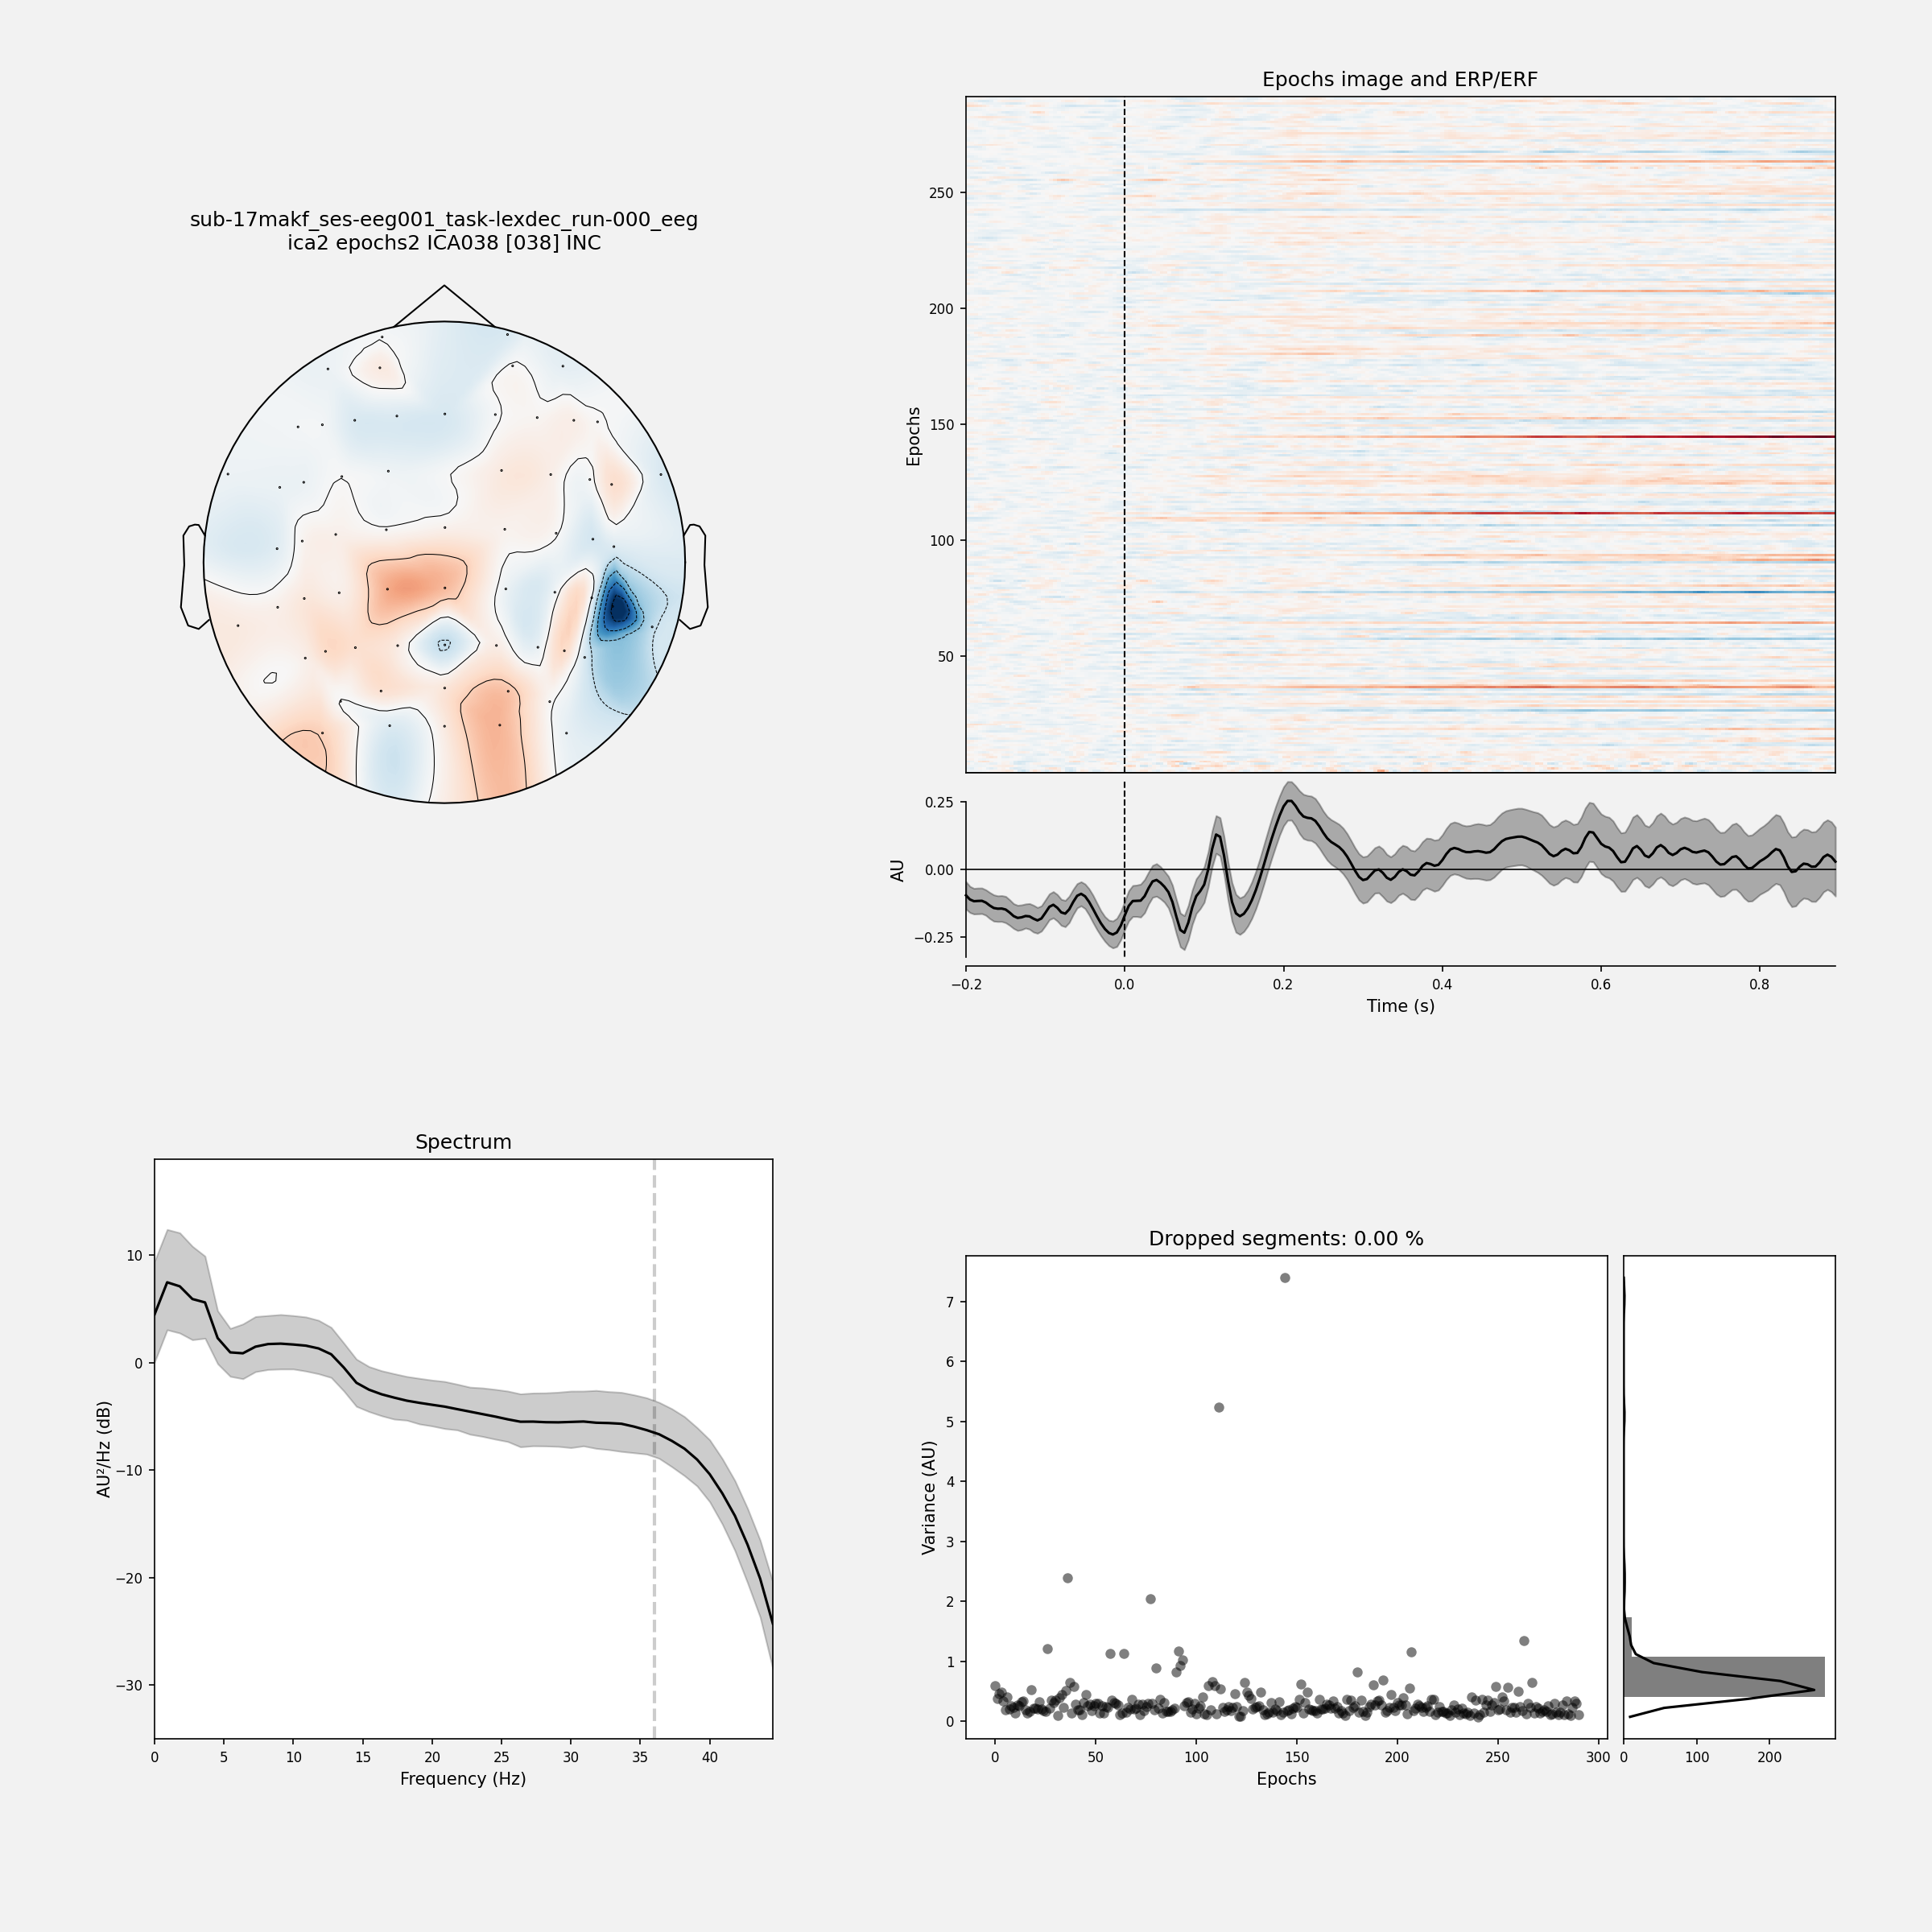 sub-17makf_ses-eeg001_task-lexdec_run-000_eeg
ica2 epochs2 ICA038 [038] INC
Epochs image and ERP/ERF
Epochs
250
200
150
100
50
AU
0.25
0.00
−0.25
−0.2 0.0 0.2 0.4 0.6 0.8
Time (s)
Spectrum
AU²/Hz (dB)
10
0
−10
−20
−30
0 5 10 15 20 25 30 35 40
Frequency (Hz)
Dropped segments: 0.00 %
Variance (AU)
7
6
5
4
3
2
1
0
0 50 100 150 200 250 300
Epochs
0 100 200